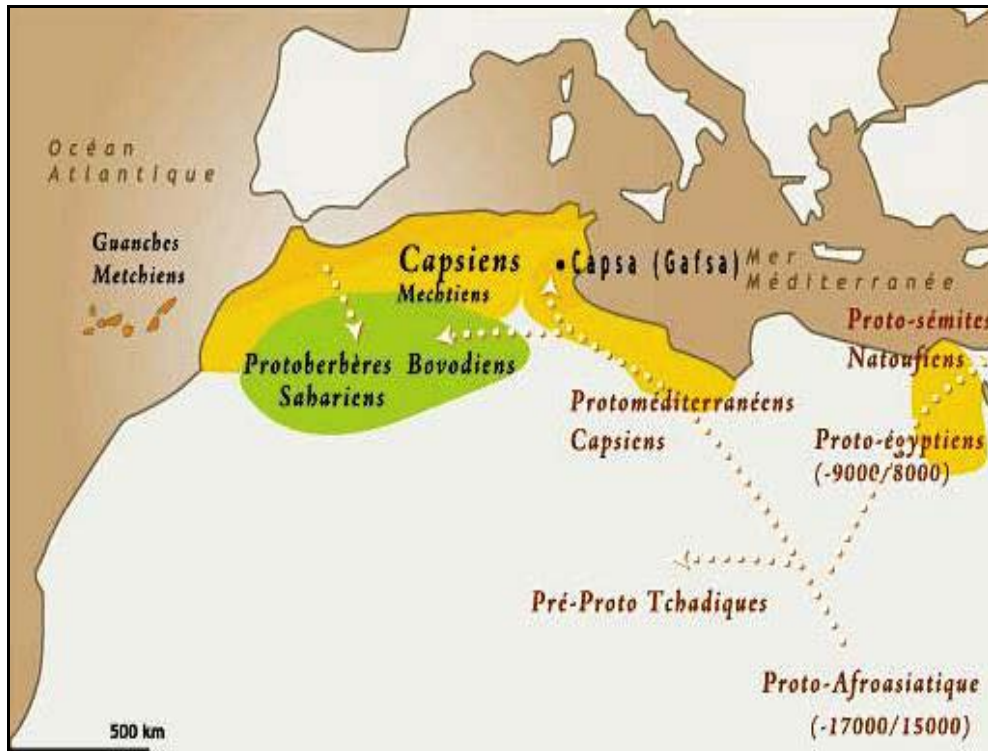 Océan
Atlantique
Guanches
Metchiens
Capsiens
Mechtiens
Capsa (Gafsa)
Mer
Méditerranée
Proto-sémites
Natoufiens
Protoberbères Bovodiens
Sahariens
Protoméditerranéens
Capsiens
Proto-égyptiens
(-9000/8000)
Pré-Proto Tchadiques
Proto-Afroasiatique
(-17000/15000)
500 km